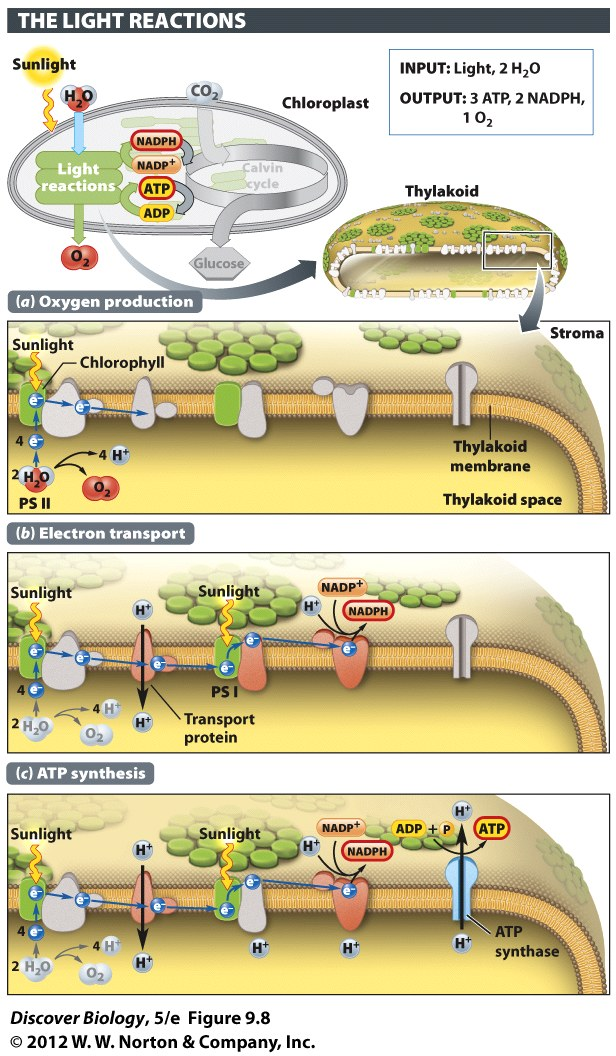 THE LIGHT REACTIONS
Sunlight
H₂O
CO₂
Chloroplast
INPUT: Light, 2 H₂O
OUTPUT: 3 ATP, 2 NADPH,
1 O₂
NADPH
NADP⁺
Light
reactions
ATP
ADP
Calvin
cycle
O₂
Glucose
Thylakoid
(a) Oxygen production
Stroma
Sunlight
Chlorophyll
e⁻
e⁻
4 e⁻
2 H₂O
4 H⁺
O₂
PS II
Thylakoid
membrane
Thylakoid space
(b) Electron transport
Sunlight
H⁺
Sunlight
NADP⁺
H⁺
NADPH
e⁻
e⁻
e⁻
e⁻
e⁻
e⁻
4 e⁻
PS I
2 H₂O
4 H⁺
O₂
H⁺
Transport
protein
(c) ATP synthesis
Sunlight
H⁺
Sunlight
NADP⁺
H⁺
NADPH
ADP + P
H⁺
ATP
e⁻
e⁻
e⁻
e⁻
e⁻
e⁻
4 e⁻
2 H₂O
4 H⁺
O₂
H⁺
H⁺
H⁺
H⁺
ATP
synthase
Discover Biology, 5/e Figure 9.8
© 2012 W. W. Norton & Company, Inc.